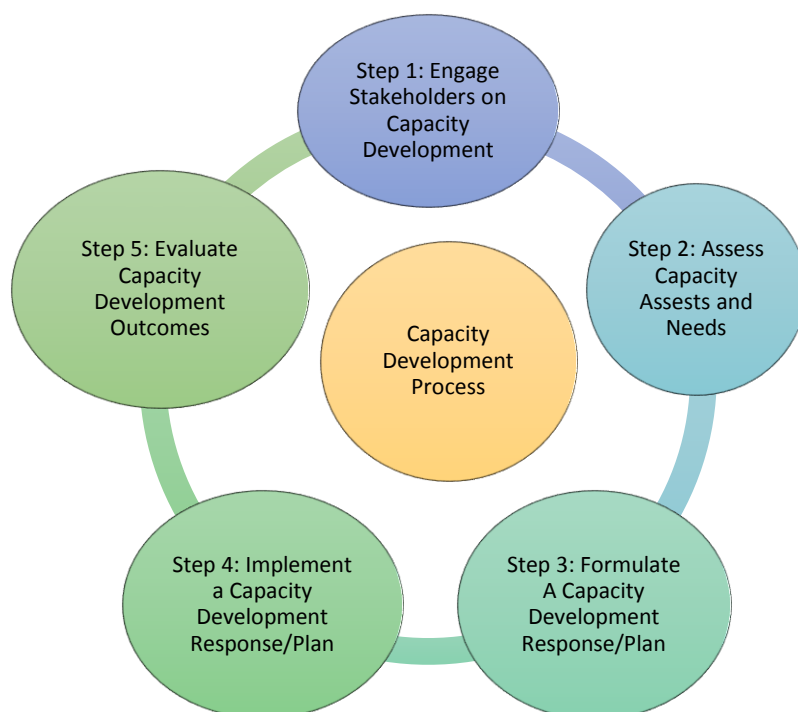 Step 1: Engage
Stakeholders on
Capacity
Development
Step 2: Assess
Capacity
Assests and
Needs
Step 3: Formulate
A Capacity
Development
Response/Plan
Step 4: Implement
a Capacity
Development
Response/Plan
Step 5: Evaluate
Capacity
Development
Outcomes
Capacity
Development
Process